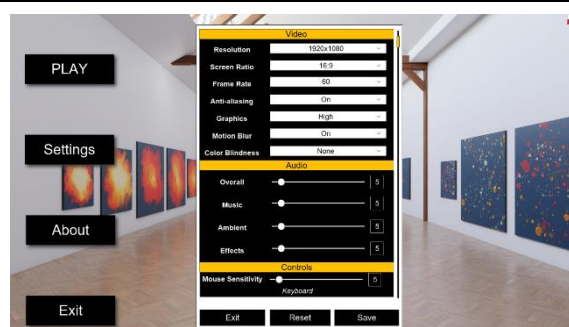 PLAY
Settings
About
Exit
Video
Resolution 1920x1080
Screen Ratio 16:9
Frame Rate 60
Anti-aliasing On
Graphics High
Motion Blur On
Color Blindness None
Audio
Overall 5
Music 5
Ambient 5
Effects 5
Controls
Mouse Sensitivity 5
Keyboard
Exit Reset Save